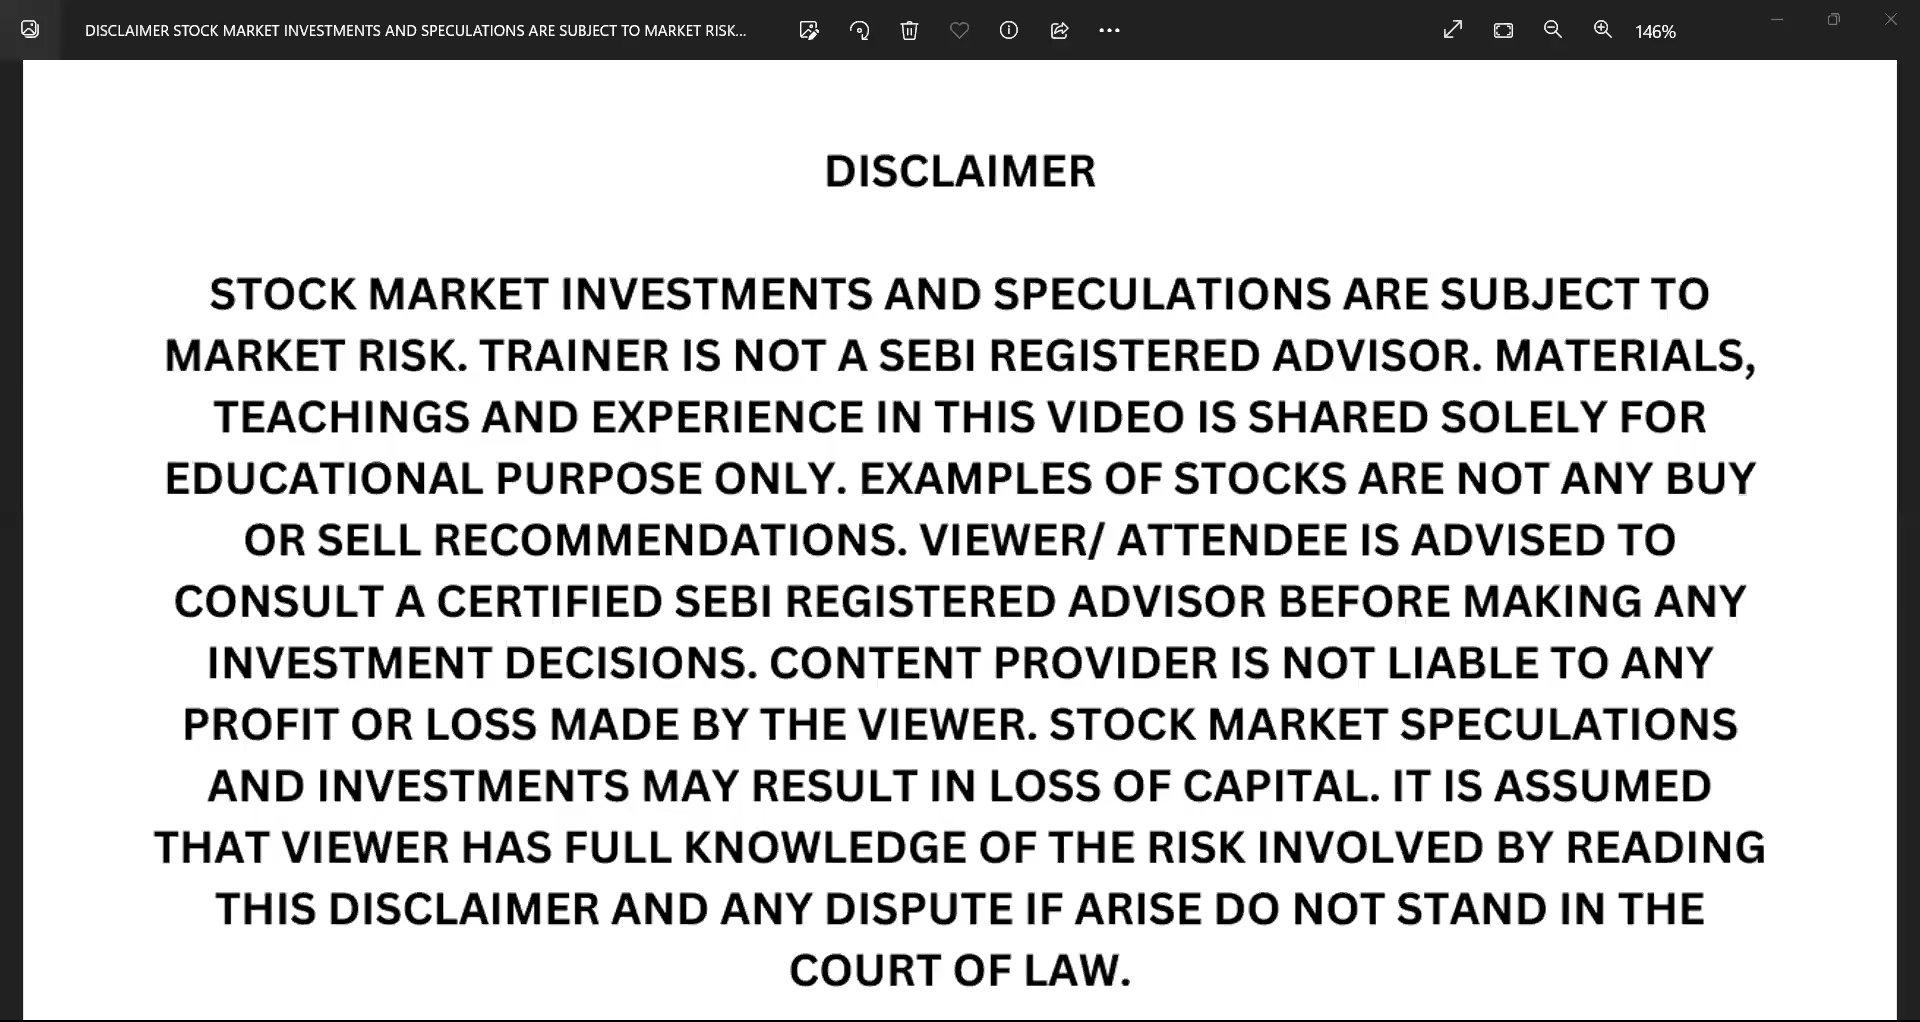 DISCLAIMER STOCK MARKET INVESTMENTS AND SPECULATIONS ARE SUBJECT TO MARKET RISK...
146%
DISCLAIMER
STOCK MARKET INVESTMENTS AND SPECULATIONS ARE SUBJECT TO
MARKET RISK. TRAINER IS NOT A SEBI REGISTERED ADVISOR. MATERIALS,
TEACHINGS AND EXPERIENCE IN THIS VIDEO IS SHARED SOLELY FOR
EDUCATIONAL PURPOSE ONLY. EXAMPLES OF STOCKS ARE NOT ANY BUY
OR SELL RECOMMENDATIONS. VIEWER/ ATTENDEE IS ADVISED TO
CONSULT A CERTIFIED SEBI REGISTERED ADVISOR BEFORE MAKING ANY
INVESTMENT DECISIONS. CONTENT PROVIDER IS NOT LIABLE TO ANY
PROFIT OR LOSS MADE BY THE VIEWER. STOCK MARKET SPECULATIONS
AND INVESTMENTS MAY RESULT IN LOSS OF CAPITAL. IT IS ASSUMED
THAT VIEWER HAS FULL KNOWLEDGE OF THE RISK INVOLVED BY READING
THIS DISCLAIMER AND ANY DISPUTE IF ARISE DO NOT STAND IN THE
COURT OF LAW.